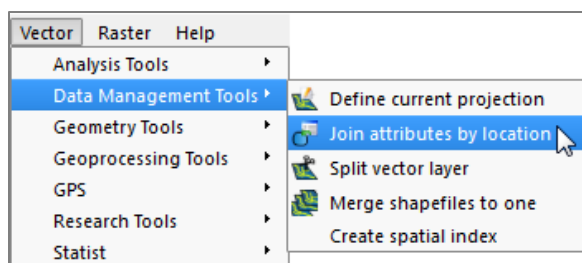 Vector Raster Help
Analysis Tools
Data Management Tools
Geometry Tools
Geoprocessing Tools
GPS
Research Tools
Statist
Define current projection
Join attributes by location
Split vector layer
Merge shapefiles to one
Create spatial index